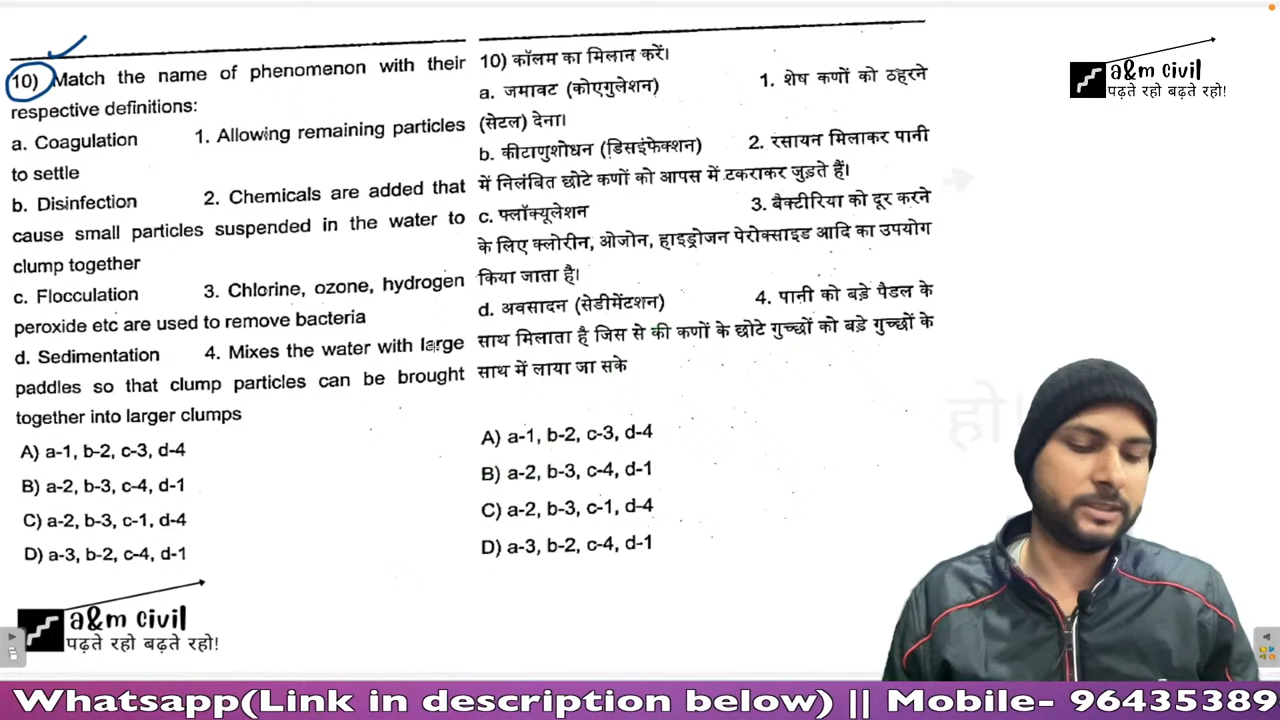 10) Match the name of phenomenon with their
respective definitions:
a. Coagulation 1. Allowing remaining particles
to settle
b. Disinfection 2. Chemicals are added that
cause small particles suspended in the water to
clump together
c. Flocculation 3. Chlorine, ozone, hydrogen
peroxide etc are used to remove bacteria
d. Sedimentation 4. Mixes the water with large
paddles so that clump particles can be brought
together into larger clumps
A) a-1, b-2, c-3, d-4
B) a-2, b-3, c-4, d-1
C) a-2, b-3, c-1, d-4
D) a-3, b-2, c-4, d-1
10) कॉलम का मिलान करें।
a. जमावट (कोएगुलेशन) 1. शेष कणों को ठहरने
(सेटल) देना।
b. कीटाणुशोधन (डिसइंफेक्शन) 2. रसायन मिलाकर पानी
में निलंबित छोटे कणों को आपस में टकराकर जुड़ते हैं।
c. फ्लॉक्यूलेशन 3. बैक्टीरिया को दूर करने
के लिए क्लोरीन, ओजोन, हाइड्रोजन पेरोक्साइड आदि का उपयोग
किया जाता है।
d. अवसादन (सेडीमेंटशन) 4. पानी को बड़े पैडल के
साथ मिलाता है जिस से की कणों के छोटे गुच्छों को बड़े गुच्छों के
साथ में लाया जा सके
A) a-1, b-2, c-3, d-4
B) a-2, b-3, c-4, d-1
C) a-2, b-3, c-1, d-4
D) a-3, b-2, c-4, d-1
a&m civil
पढ़ते रहो बढ़ते रहो!
हो!
a&m civil
पढ़ते रहो बढ़ते रहो!
Whatsapp(Link in description below) || Mobile- 96435389